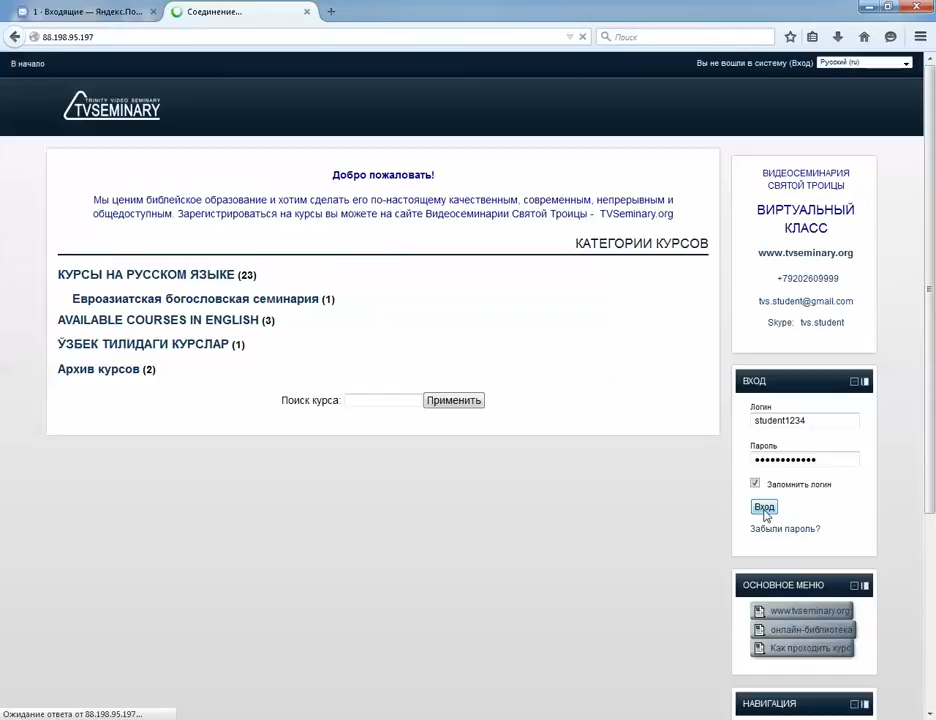 1 · Входящие — Яндекс.По...
Соединение...
88.198.95.197
Поиск
В начало
Вы не вошли в систему (Вход)
Русский (ru)
TRINITY VIDEO SEMINARY
TVSEMINARY
Добро пожаловать!
Мы ценим библейское образование и хотим сделать его по-настоящему качественным, современным, непрерывным и
общедоступным. Зарегистрироваться на курсы вы можете на сайте Видеосеминарии Святой Троицы - TVSeminary.org
КАТЕГОРИИ КУРСОВ
КУРСЫ НА РУССКОМ ЯЗЫКЕ (23)
Евроазиатская богословская семинария (1)
AVAILABLE COURSES IN ENGLISH (3)
ЎЗБЕК ТИЛИДАГИ КУРСЛАР (1)
Архив курсов (2)
Поиск курса:
Применить
ВИДЕОСЕМИНАРИЯ
СВЯТОЙ ТРОИЦЫ
ВИРТУАЛЬНЫЙ
КЛАСС
www.tvseminary.org
+79202609999
tvs.student@gmail.com
Skype: tvs.student
ВХОД
Логин
student1234
Пароль
Запомнить логин
Вход
Забыли пароль?
ОСНОВНОЕ МЕНЮ
www.tvseminary.org
онлайн-библиотека
Как проходить курс
НАВИГАЦИЯ
Ожидание ответа от 88.198.95.197...